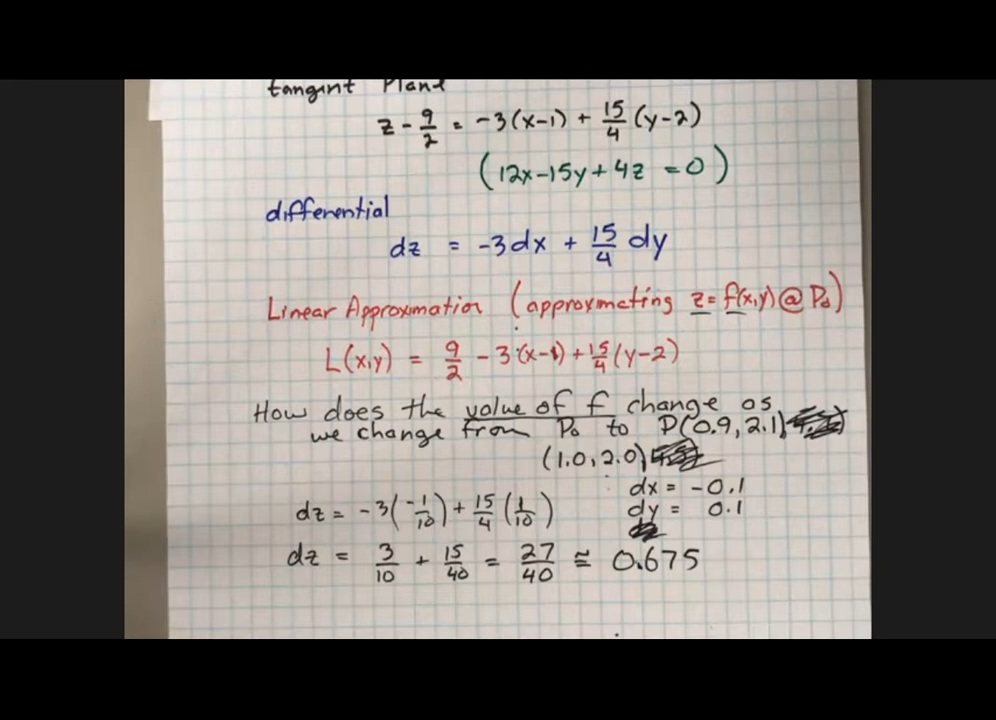 tangent Plane
z - 9/2 = -3(x-1) + 15/4 (y-2)
(12x-15y+4z = 0)
differential
dz = -3dx + 15/4 dy
Linear Approximation (approximating z = f(x,y) @ P₀)
L(x,y) = 9/2 - 3(x-1) + 15/4 (y-2)
How does the value of f change as
we change from P₀ to P(0.9, 2.1)
(1.0, 2.0)
dx = -0.1
dz = -3(-1/10) + 15/4 (1/10)
dy = 0.1
dz = 3/10 + 15/40 = 27/40 ≅ 0.675